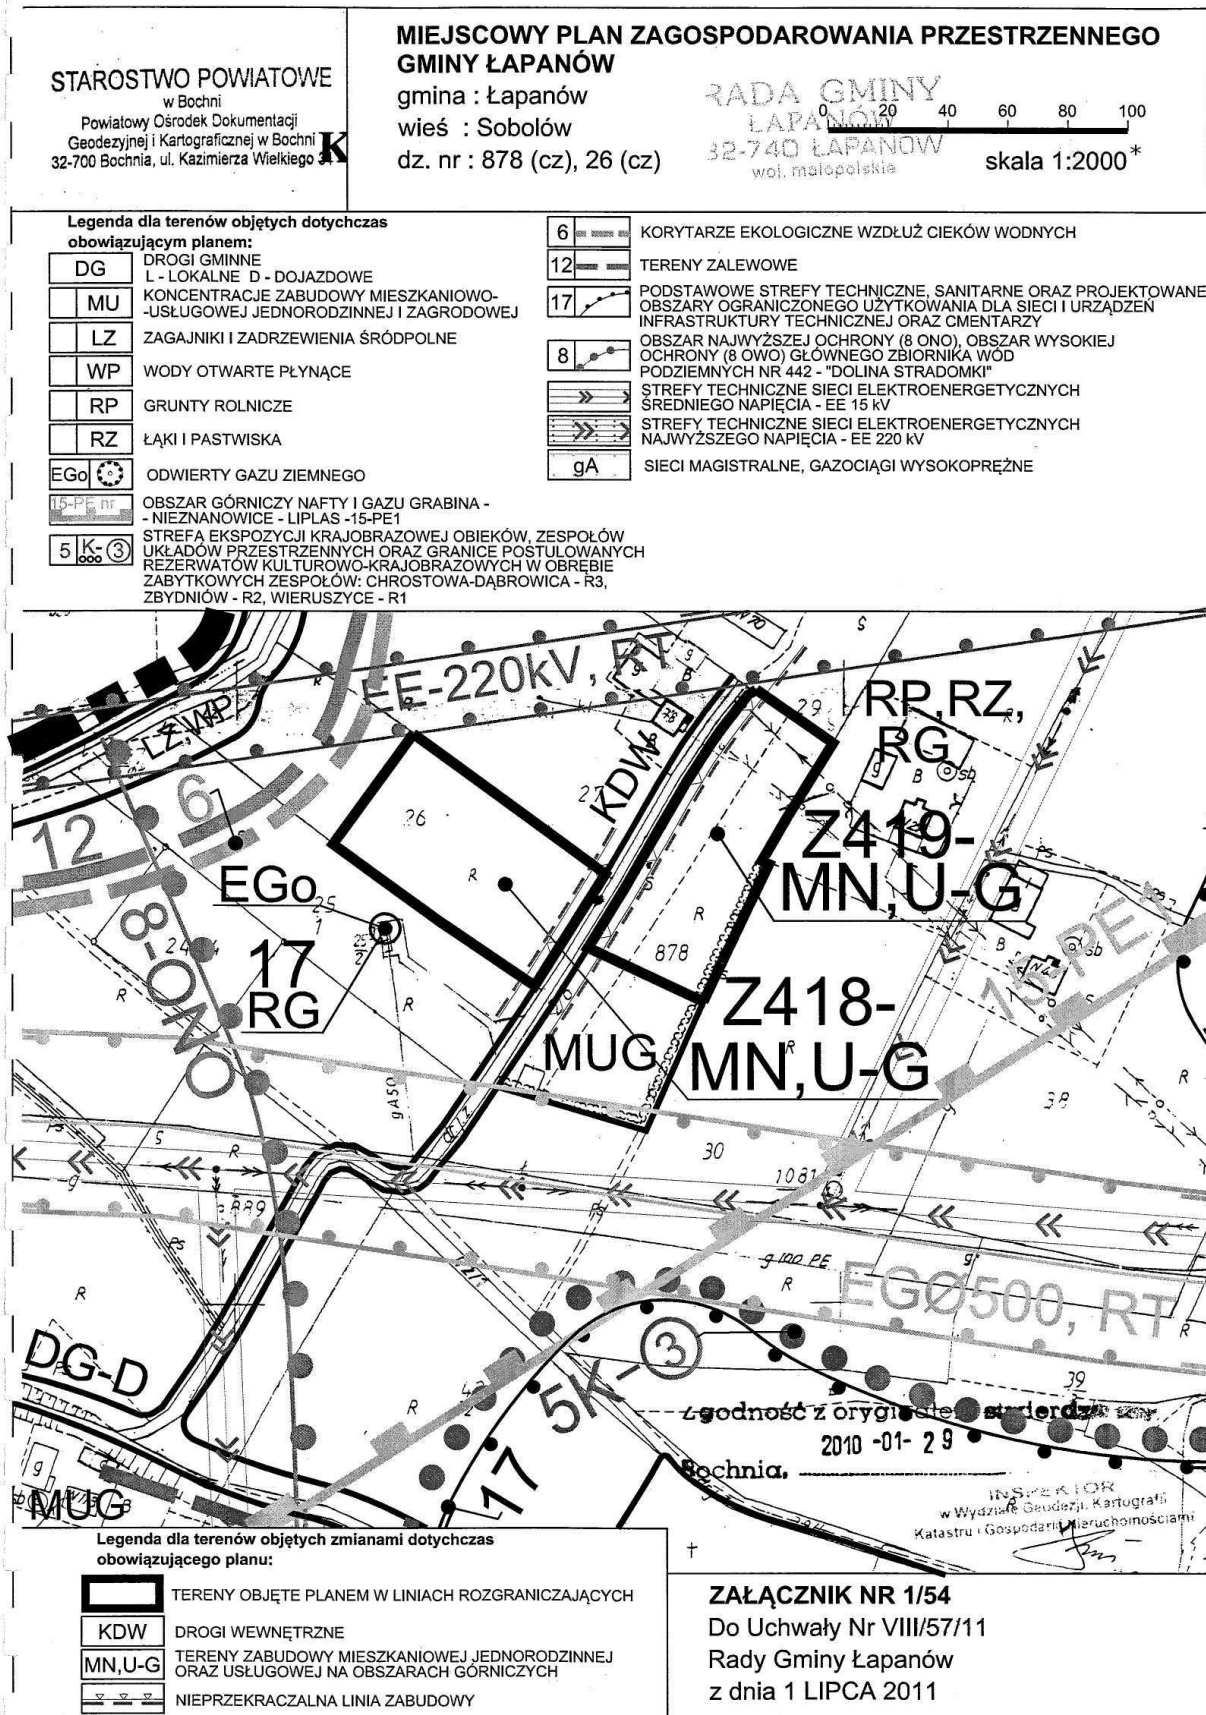 STAROSTWO POWIATOWE
w Bochni
Powiatowy Ośrodek Dokumentacji
Geodezyjnej i Kartograficznej w Bochni
32-700 Bochnia, ul. Kazimierza Wielkiego
K
MIEJSCOWY PLAN ZAGOSPODAROWANIA PRZESTRZENNEGO
GMINY ŁAPANÓW
gmina : Łapanów
wieś : Sobolów
dz. nr : 878 (cz), 26 (cz)
RADA GMINY
ŁAPANÓW
32-740 ŁAPANÓW
woj. małopolskie
0 20 40 60 80 100
skala 1:2000*
Legenda dla terenów objętych dotychczas
obowiązującym planem:
DG DROGI GMINNE
L - LOKALNE D - DOJAZDOWE
MU KONCENTRACJE ZABUDOWY MIESZKANIOWO-
-USŁUGOWEJ JEDNORODZINNEJ I ZAGRODOWEJ
LZ ZAGAJNIKI I ZADRZEWIENIA ŚRÓDPOLNE
WP WODY OTWARTE PŁYNĄCE
RP GRUNTY ROLNICZE
RZ ŁĄKI I PASTWISKA
EGo ODWIERTY GAZU ZIEMNEGO
15-PE nr OBSZAR GÓRNICZY NAFTY I GAZU GRABINA -
- NIEZNANOWICE - LIPLAS -15-PE1
5 K- 3 STREFA EKSPOZYCJI KRAJOBRAZOWEJ OBIEKÓW, ZESPOŁÓW
UKŁADÓW PRZESTRZENNYCH ORAZ GRANICE POSTULOWANYCH
REZERWATÓW KULTUROWO-KRAJOBRAZOWYCH W OBRĘBIE
ZABYTKOWYCH ZESPOŁÓW: CHROSTOWA-DĄBROWICA - R3,
ZBYDNIÓW - R2, WIERUSZYCE - R1
6 KORYTARZE EKOLOGICZNE WZDŁUŻ CIEKÓW WODNYCH
12 TERENY ZALEWOWE
17 PODSTAWOWE STREFY TECHNICZNE, SANITARNE ORAZ PROJEKTOWANE
OBSZARY OGRANICZONEGO UŻYTKOWANIA DLA SIECI I URZĄDZEŃ
INFRASTRUKTURY TECHNICZNEJ ORAZ CMENTARZY
8 OBSZAR NAJWYŻSZEJ OCHRONY (8 ONO), OBSZAR WYSOKIEJ
OCHRONY (8 OWO) GŁÓWNEGO ZBIORNIKA WÓD
PODZIEMNYCH NR 442 - "DOLINA STRADOMKI"
STREFY TECHNICZNE SIECI ELEKTROENERGETYCZNYCH
ŚREDNIEGO NAPIĘCIA - EE 15 kV
STREFY TECHNICZNE SIECI ELEKTROENERGETYCZNYCH
NAJWYŻSZEGO NAPIĘCIA - EE 220 kV
gA SIECI MAGISTRALNE, GAZOCIĄGI WYSOKOPRĘŻNE
EE-220kV, RT
LZ,WP
RP,RZ,
RG
29
KDW
27
26
R
12
6
EGo
Z419-
MN,U-G
8-ONO
17
RG
878
R
Z418-
MN,U-G
MUG
15-PE1
gA50
38
30
1081
889
g 100 PE
EGØ500, RT
DG-D
5K-3
39
17
MUG
Zgodność z oryginałem stwierdza
2010 -01- 29
Bochnia,
INSPEKTOR
w Wydziale Geodezji, Kartografii
Katastru i Gospodarki Nieruchomościami
Legenda dla terenów objętych zmianami dotychczas
obowiązującego planu:
TERENY OBJĘTE PLANEM W LINIACH ROZGRANICZAJĄCYCH
KDW DROGI WEWNĘTRZNE
MN,U-G TERENY ZABUDOWY MIESZKANIOWEJ JEDNORODZINNEJ
ORAZ USŁUGOWEJ NA OBSZARACH GÓRNICZYCH
NIEPRZEKRACZALNA LINIA ZABUDOWY
ZAŁĄCZNIK NR 1/54
Do Uchwały Nr VIII/57/11
Rady Gminy Łapanów
z dnia 1 LIPCA 2011